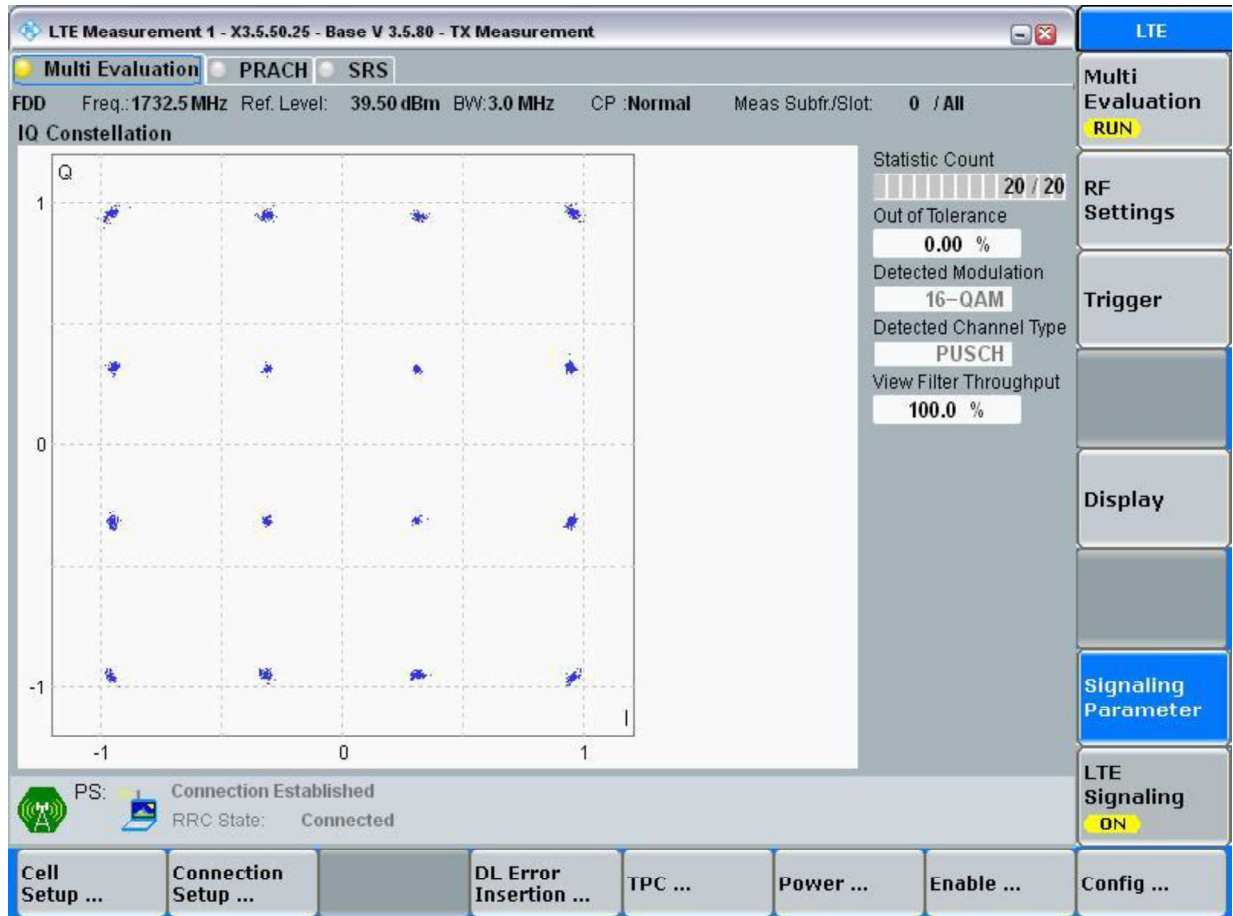 LTE Measurement 1 - X3.5.50.25 - Base V 3.5.80 - TX Measurement
LTE
Multi Evaluation PRACH SRS
Multi
Evaluation
RUN
FDD Freq.: 1732.5 MHz Ref. Level: 39.50 dBm BW: 3.0 MHz CP :Normal Meas Subfr./Slot: 0 / All
IQ Constellation
Q
1
0
-1
I
-1 0 1
Statistic Count
20 / 20
Out of Tolerance
0.00 %
Detected Modulation
16-QAM
Detected Channel Type
PUSCH
View Filter Throughput
100.0 %
RF
Settings
Trigger
Display
Signaling
Parameter
LTE
Signaling
ON
PS: Connection Established
RRC State: Connected
Cell
Setup ...
Connection
Setup ...
DL Error
Insertion ...
TPC ...
Power ...
Enable ...
Config ...